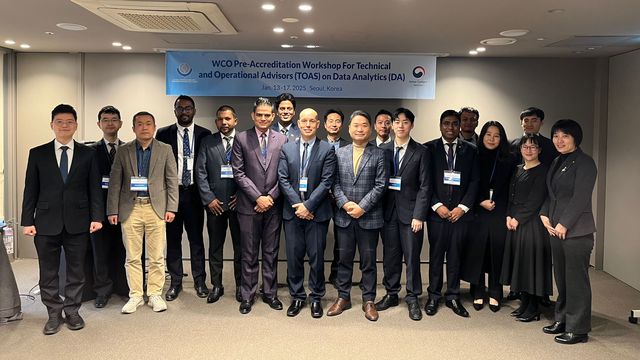 WCO Pre-Accreditation Workshop For Technical
and Operational Advisors (TOAS) on Data Analytics (DA)
Jan. 13-17. 2025, Seoul, Korea